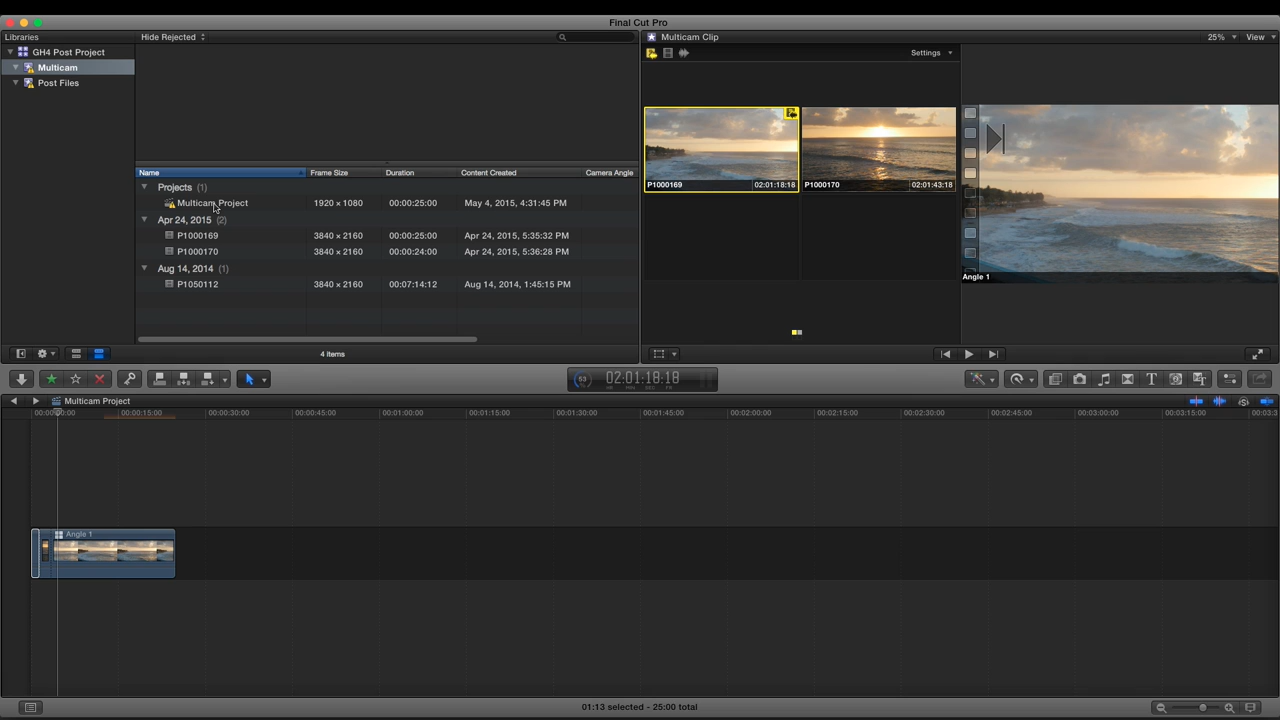 Final Cut Pro
Libraries
Hide Rejected
Multicam Clip
25%
View
GH4 Post Project
Multicam
Post Files
Settings
P1000169
02:01:18:18
P1000170
02:01:43:18
Angle 1
Name
Frame Size
Duration
Content Created
Camera Angle
Projects (1)
Multicam Project
1920 × 1080
00:00:25:00
May 4, 2015, 4:31:45 PM
Apr 24, 2015 (2)
P1000169
3840 × 2160
00:00:25:00
Apr 24, 2015, 5:35:32 PM
P1000170
3840 × 2160
00:00:24:00
Apr 24, 2015, 5:36:28 PM
Aug 14, 2014 (1)
P1050112
3840 × 2160
00:07:14:12
Aug 14, 2014, 1:45:15 PM
4 items
53
02:01:18:18
HR MIN SEC FR
Multicam Project
00:00:15:00
00:00:30:00
00:00:45:00
00:01:00:00
00:01:15:00
00:01:30:00
00:01:45:00
00:02:00:00
00:02:15:00
00:02:30:00
00:02:45:00
00:03:00:00
00:03:15:00
00:03:3
Angle 1
01:13 selected - 25:00 total